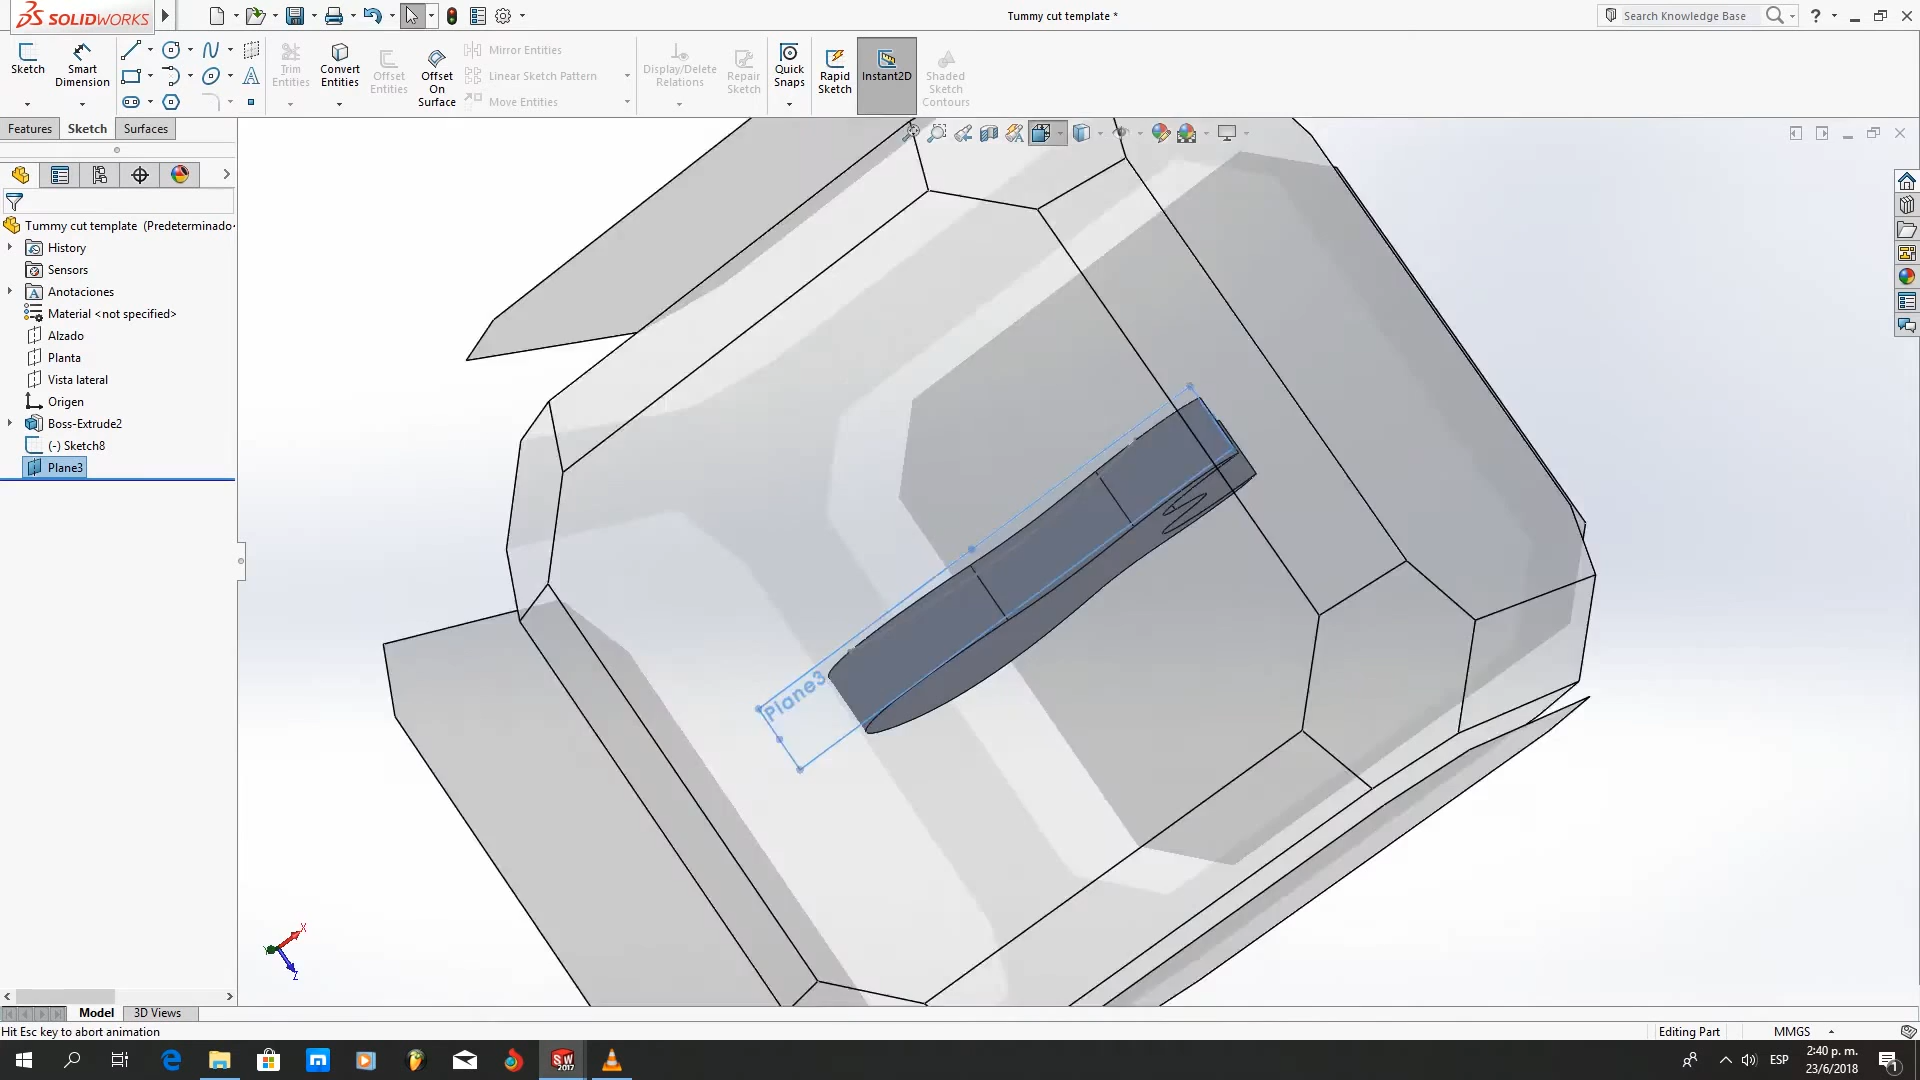 SOLIDWORKS
Tummy cut template *
Search Knowledge Base
?
Sketch
Smart Dimension
Trim Entities
Convert Entities
Offset Entities
Offset On Surface
Mirror Entities
Linear Sketch Pattern
Move Entities
Display/Delete Relations
Repair Sketch
Quick Snaps
Rapid Sketch
Instant2D
Shaded Sketch Contours
Features
Sketch
Surfaces
Tummy cut template (Predeterminado
History
Sensors
Anotaciones
Material <not specified>
Alzado
Planta
Vista lateral
Origen
Boss-Extrude2
(-) Sketch8
Plane3
Plane3
X
Z
Model
3D Views
Hit Esc key to abort animation
Editing Part
MMGS
SW
2017
ESP
2:40 p. m.
23/6/2018
1